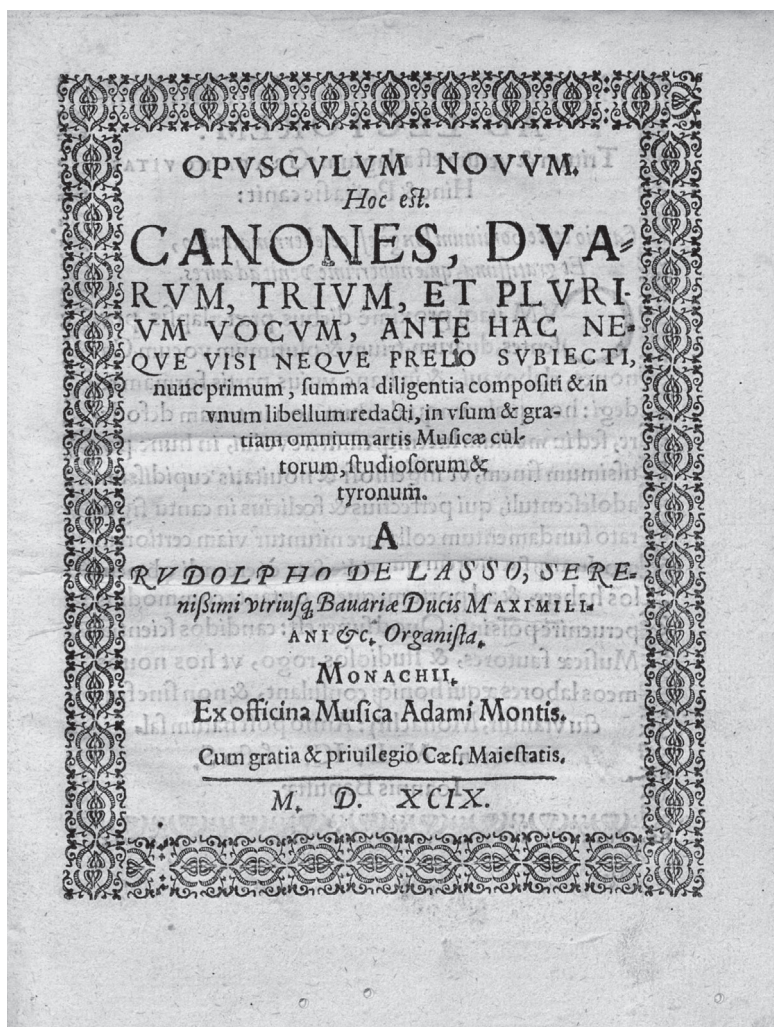 OPVSCVLVM NOVVM.
Hoc est.
CANONES, DVA-
RVM, TRIVM, ET PLVRI-
VM VOCVM, ANTE HAC NE-
QVE VISI NEQVE PRELO SVBIECTI,
nunc primum, summa diligentia compositi & in
vnum libellum redacti, in vsum & gra-
tiam omnium artis Musicæ cul-
torum, studiosorum &
tyronum.
A
RVDOLPHO DE LASSO, SERE-
nißimi vtriusq; Bauariæ Ducis MAXIMILI-
ANI &c. Organista.
MONACHII.
Ex officina Musica Adami Montis.
Cum gratia & priuilegio Cæs. Maiestatis.
M. D. XCIX.